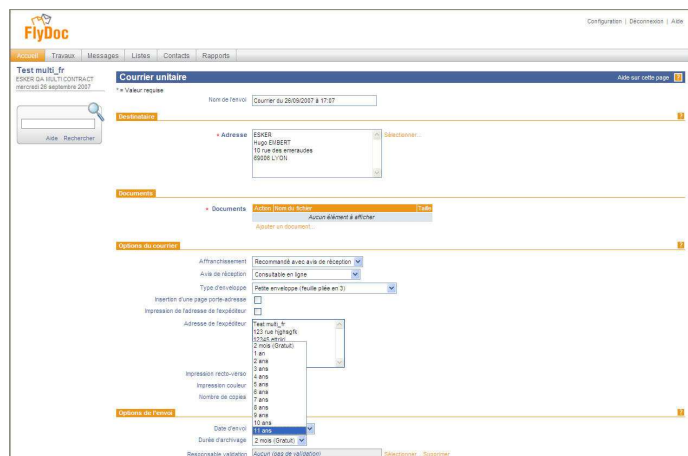 FlyDoc
Configuration | Déconnexion | Aide
Accueil Travaux Messages Listes Contacts Rapports
Test multi_fr
ESKER QA MULTI CONTRACT
mercredi 26 septembre 2007
Aide Rechercher
Courrier unitaire
Aide sur cette page ?
* = Valeur requise
Nom de l'envoi Courrier du 26/09/2007 à 17:07
Destinataire ?
* Adresse
ESKER
Hugo EMBERT
10 rue des emeraudes
69006 LYON
Sélectionner...
Documents ?
* Documents
Action Nom du fichier Taille
Aucun élément à afficher
Ajouter un document...
Options du courrier ?
Affranchissement Recommandé avec avis de réception
Avis de réception Consultable en ligne
Type d'enveloppe Petite enveloppe (feuille pliée en 3)
Insertion d'une page porte-adresse
Impression de l'adresse de l'expéditeur
Adresse de l'expéditeur
Test multi_fr
123 rue hjghsgfk
2 mois (Gratuit)
1 an
2 ans
3 ans
4 ans
5 ans
6 ans
7 ans
8 ans
9 ans
10 ans
11 ans
Impression recto-verso
Impression couleur
Nombre de copies
Options de l'envoi ?
Date d'envoi
Durée d'archivage 2 mois (Gratuit)
Responsable validation Aucun (pas de validation) Sélectionner... Supprimer